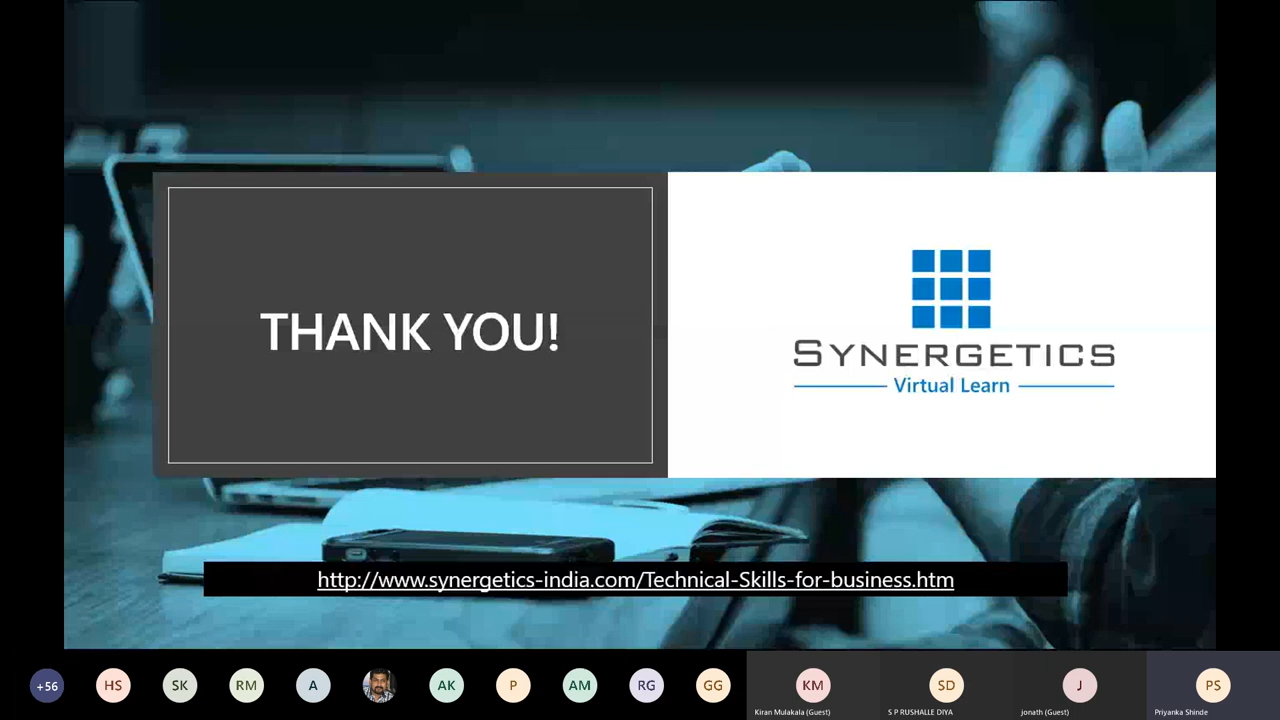 THANK YOU!
SYNERGETICS
Virtual Learn
http://www.synergetics-india.com/Technical-Skills-for-business.htm
+56
HS
SK
RM
A
AK
P
AM
RG
GG
KM
SD
J
PS
Kiran Mulakala (Guest)
S P RUSHALLE DIYA
jonath (Guest)
Priyanka Shinde